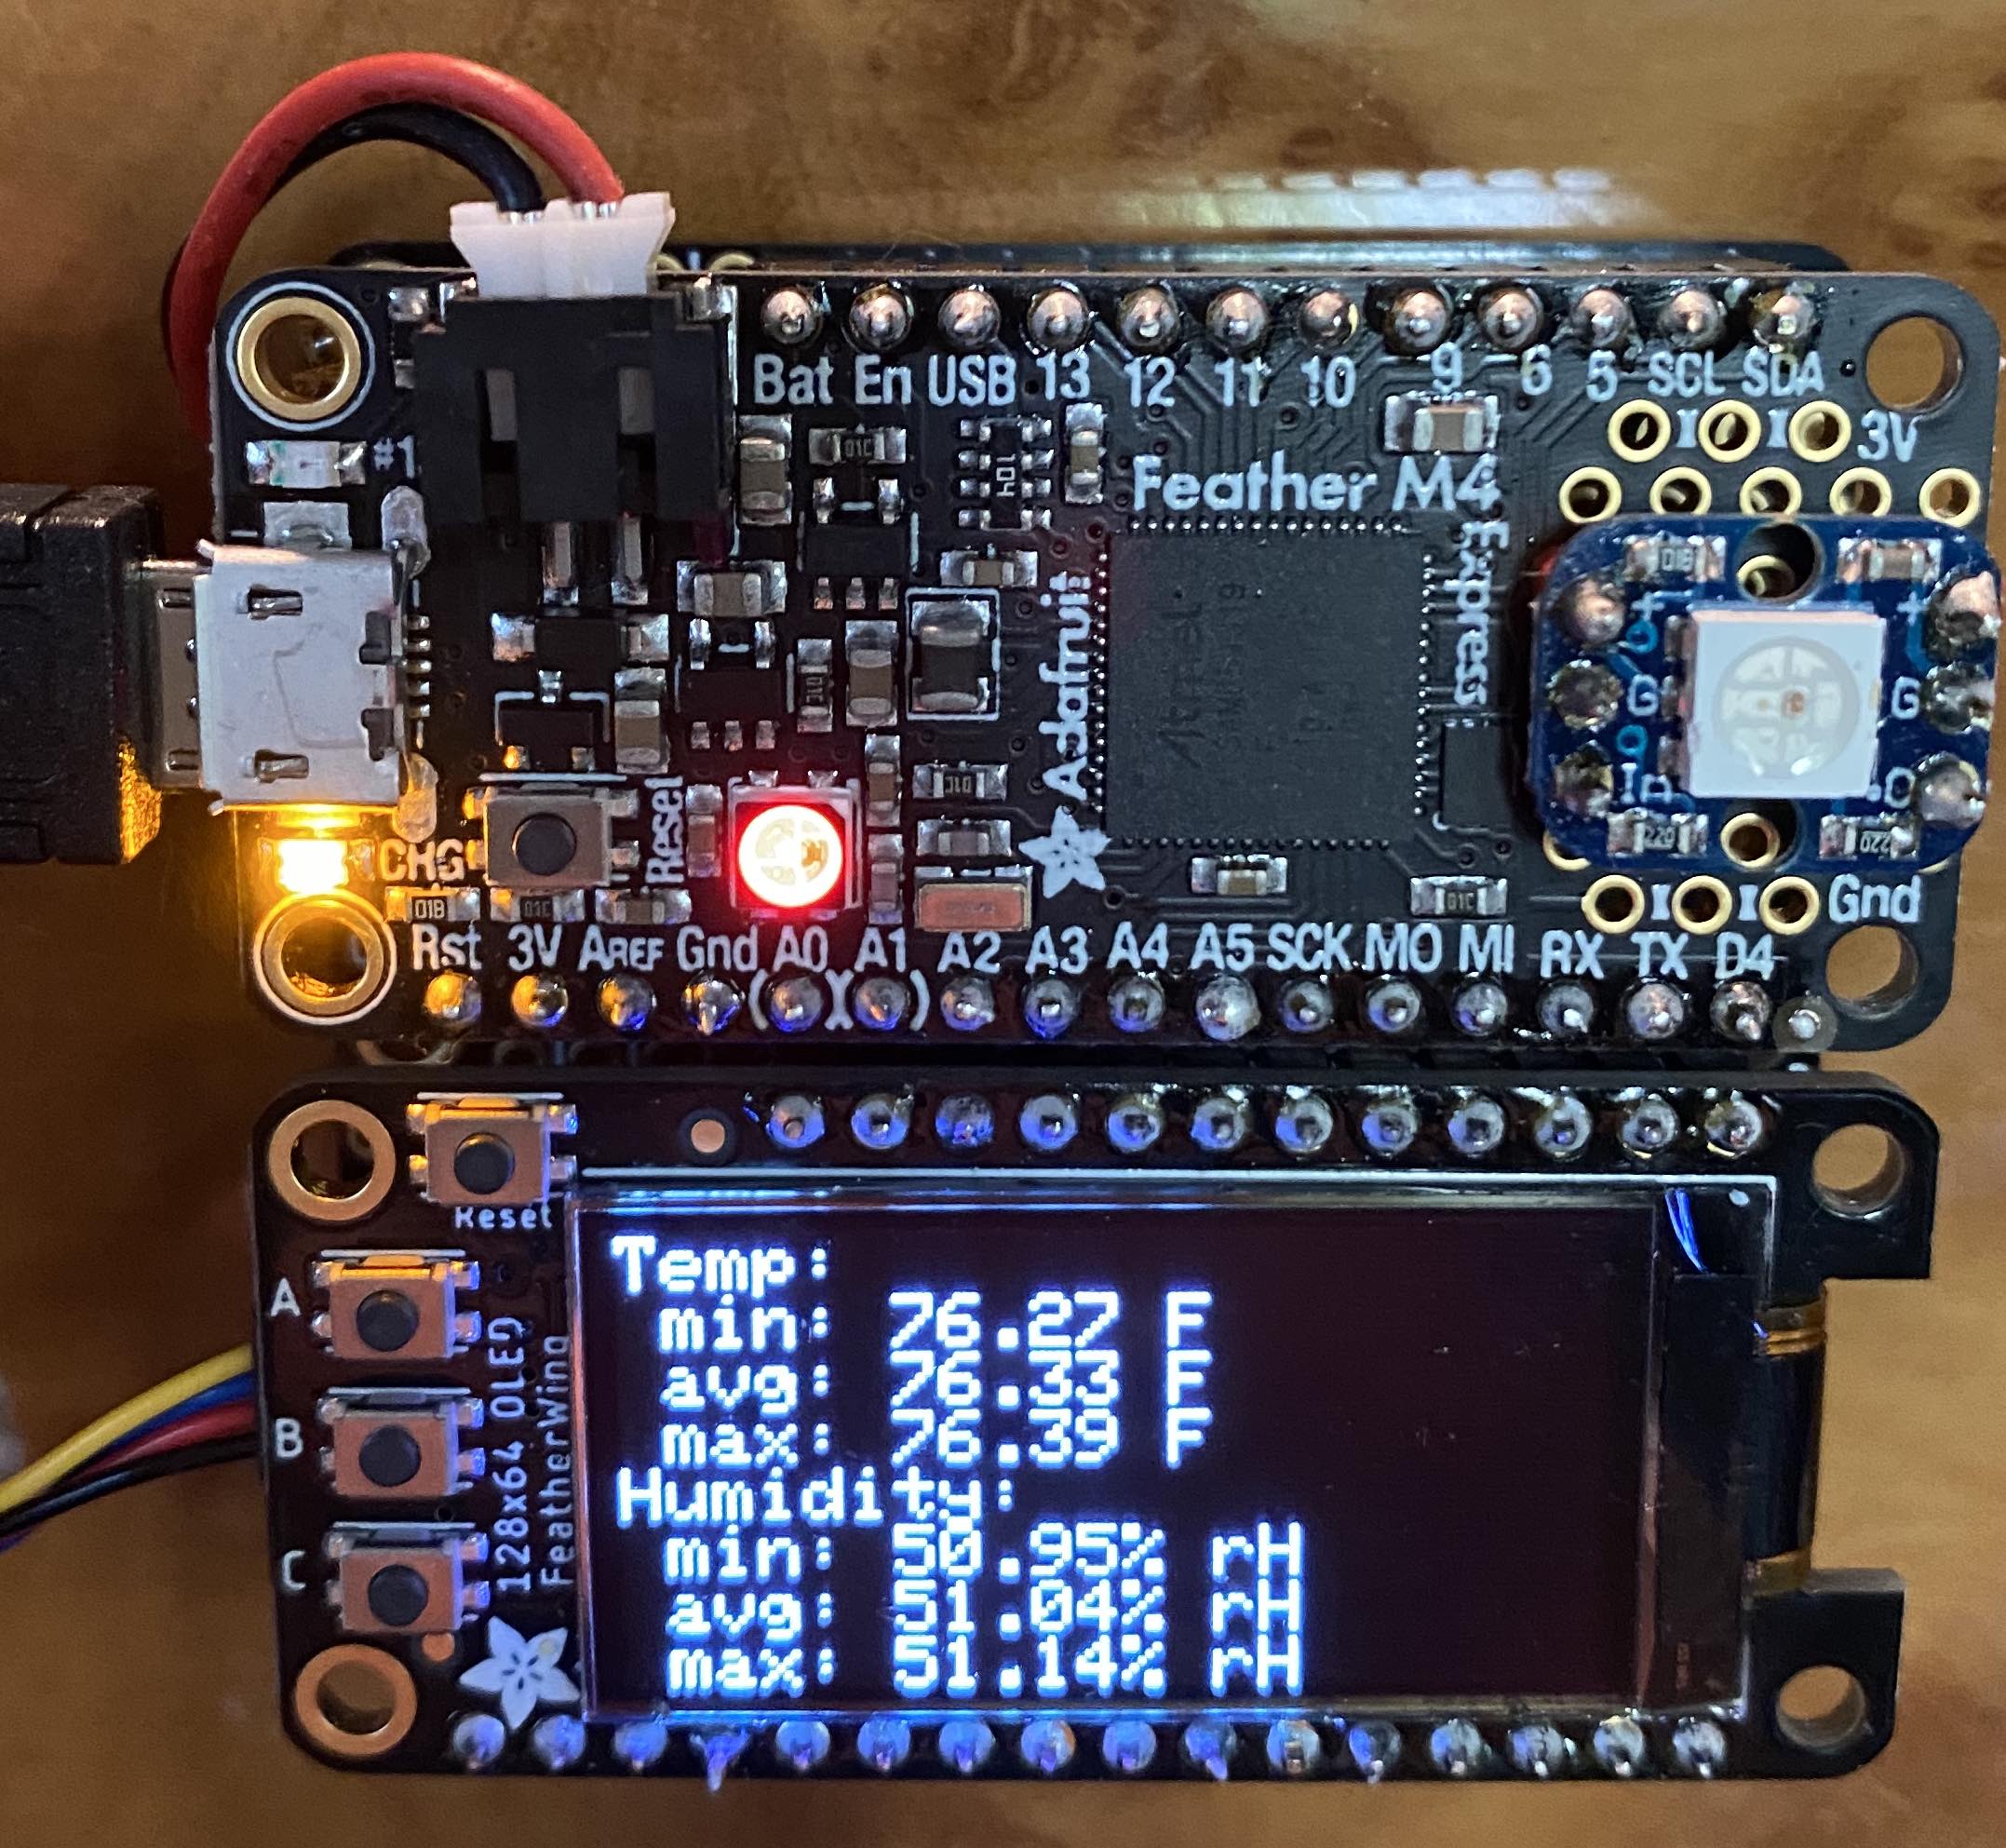 Bat En USB 13 12 11 10 9 6 5 SCL SDA
#1
3V
104
Feather M4
Express
Adafruit
Atmel
+ +
G G
In
CHG
Reset
Gnd
01B
Rst 3V AREF Gnd A0 A1 A2 A3 A4 A5 SCK MO MI RX TX D4
Reset
A
B
C
128x64 OLED
FeatherWing
Temp:
min: 76.27 F
avg: 76.33 F
max: 76.39 F
Humidity:
min: 50.95% rH
avg: 51.04% rH
max: 51.14% rH